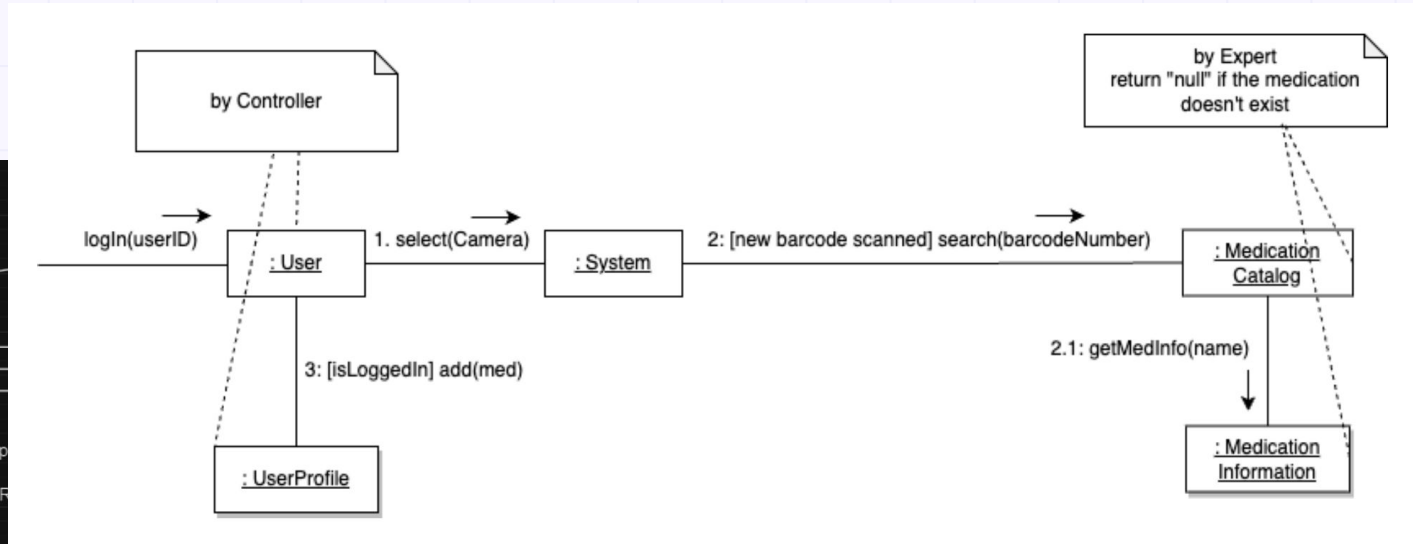 by Controller
by Expert
return "null" if the medication
doesn't exist
logIn(userID)
: User
1. select(Camera)
: System
2: [new barcode scanned] search(barcodeNumber)
: Medication
Catalog
3: [isLoggedIn] add(med)
2.1: getMedInfo(name)
: UserProfile
: Medication
Information